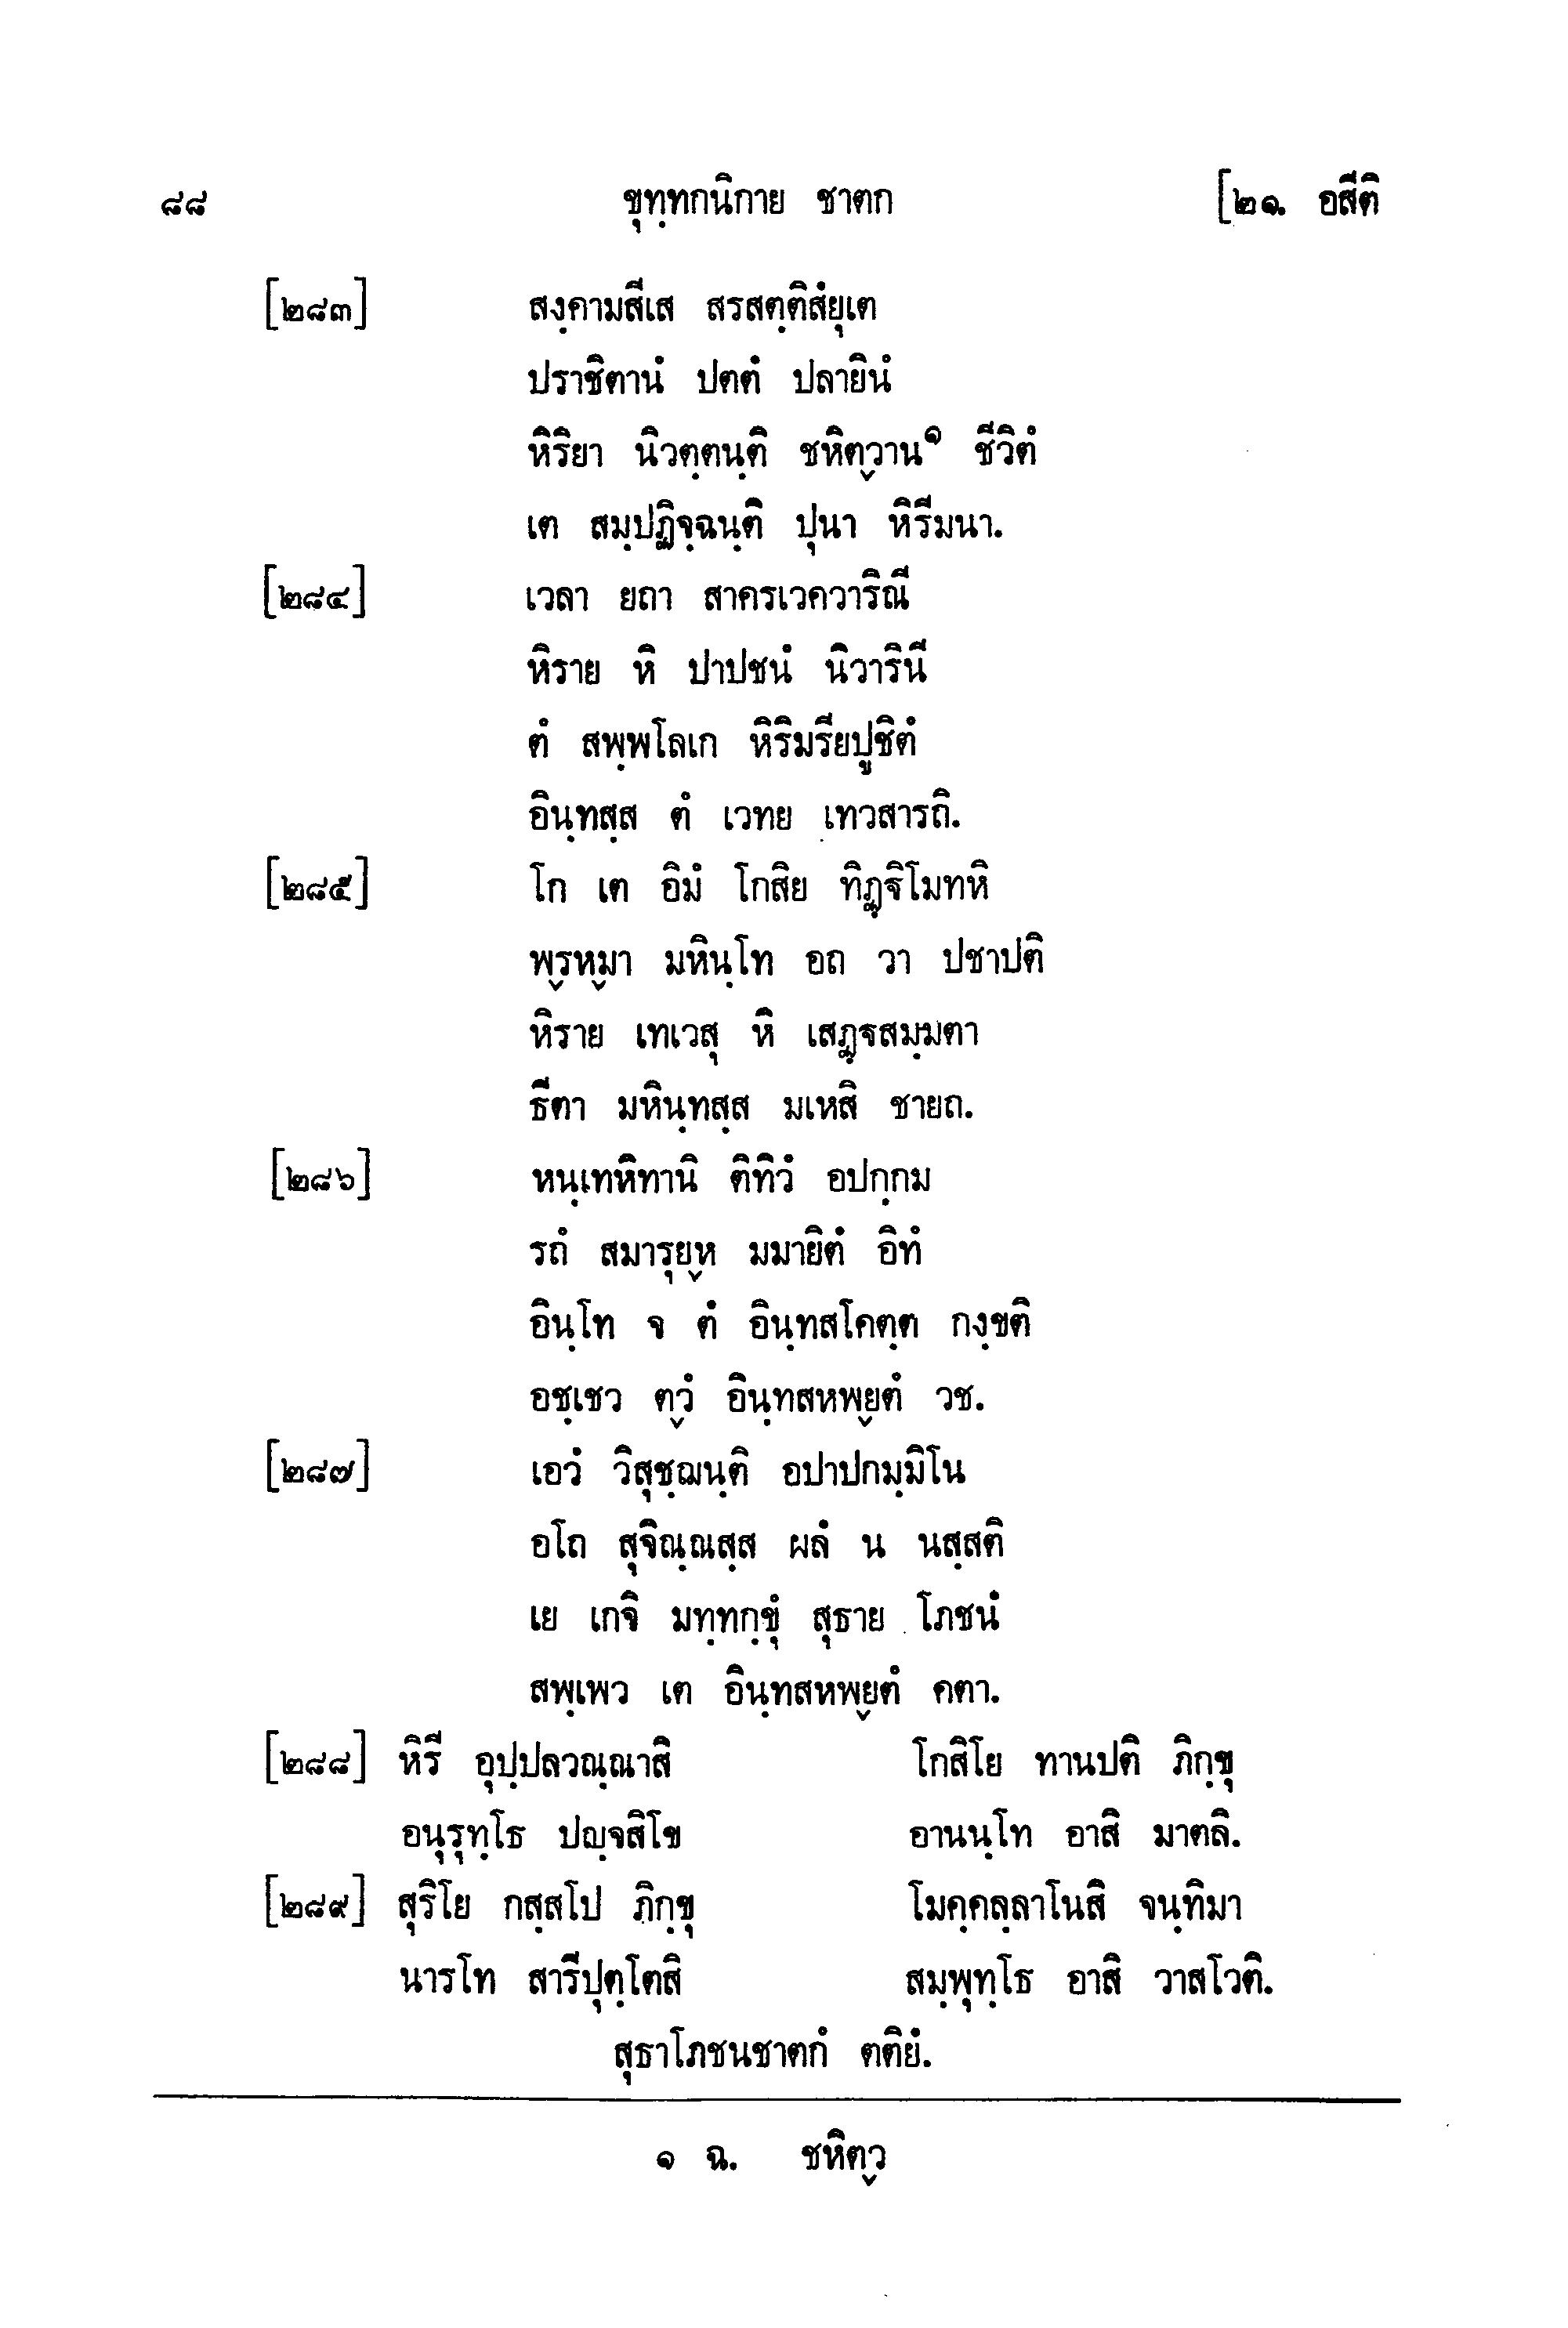 ๘๘ ขุทฺทกนิกาย ชาตก [๒๑. อสีติ
[๒๘๓] สงฺคามสีเส สรสตฺติสํยุเต
ปราชิตานํ ปตตํ ปลายินํ
หิริยา นิวตฺตนฺติ ชหิตฺวาน๑ ชีวิตํ
เต สมฺปฏิจฺฉนฺติ ปุนา หิรีมนา.
[๒๘๔] เวลา ยถา สาครเวควาริณี
หิราย หิ ปาปชนํ นิวารินี
ตํ สพฺพโลเก หิริมริยปูชิตํ
อินฺทสฺส ตํ เวทย เทวสารถิ.
[๒๘๕] โก เต อิมํ โกสิย ทิฏฺฐิโมทหิ
พฺรหฺมา มหินฺโท อถ วา ปชาปติ
หิราย เทเวสุ หิ เสฏฺฐสมฺมตา
ธีตา มหินฺทสฺส มเหสิ ชายถ.
[๒๘๖] หนฺเทหิทานิ ติทิวํ อปกฺกม
รถํ สมารุยฺห มมายิตํ อิทํ
อินฺโท จ ตํ อินฺทสโคตฺต กงฺขติ
อชฺเชว ตฺวํ อินฺทสหพฺยตํ วช.
[๒๘๗] เอวํ วิสุชฺฌนฺติ อปาปกมฺมิโน
อโถ สุจิณฺณสฺส ผลํ น นสฺสติ
เย เกจิ มทฺทกฺขุํ สุธาย โภชนํ
สพฺเพว เต อินฺทสหพฺยตํ คตา.
[๒๘๘] หิรี อุปฺปลวณฺณาสิ โกสิโย ทานปติ ภิกฺขุ
อนุรุทฺโธ ปญฺจสิโข อานนฺโท อาสิ มาตลิ.
[๒๘๙] สุริโย กสฺสโป ภิกฺขุ โมคฺคลฺลาโนสิ จนฺทิมา
นารโท สารีปุตฺโตสิ สมฺพุทฺโธ อาสิ วาสโวติ.
สุธาโภชนชาตกํ ตติยํ.
๑ ฉ. ชหิตฺว